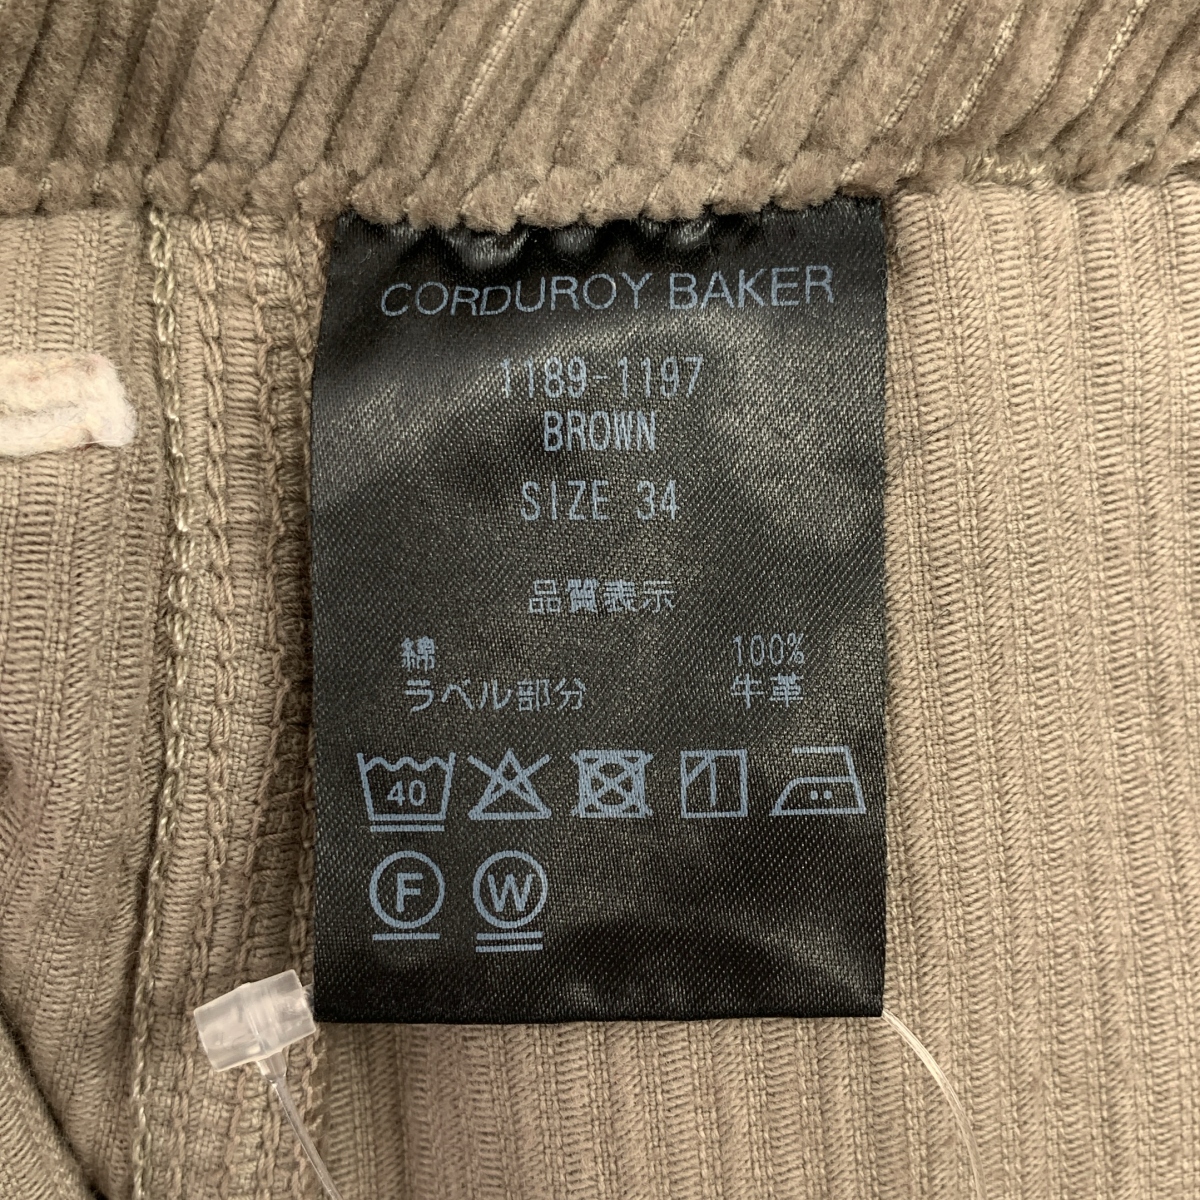 CORDUROY BAKER
1189-1197
BROWN
SIZE 34
品質表示
綿 100%
ラベル部分 牛革
40
F W